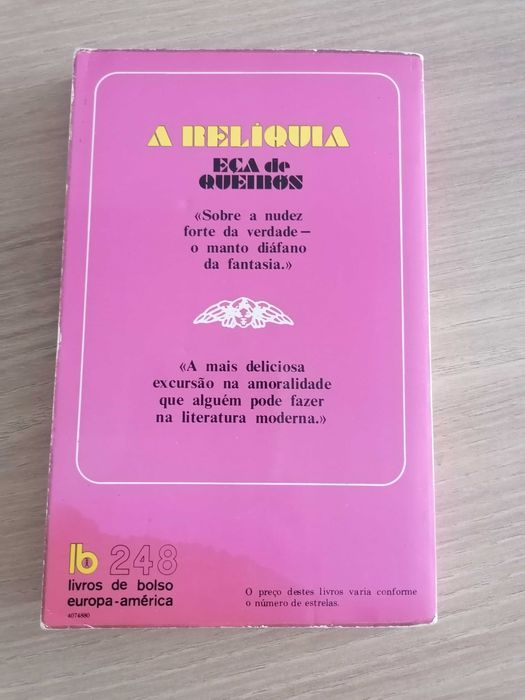 A RELÍQUIA
EÇA de
QUEIRÓS
«Sobre a nudez
forte da verdade —
o manto diáfano
da fantasia.»
«A mais deliciosa
excursão na amoralidade
que alguém pode fazer
na literatura moderna.»
lb 248
livros de bolso
europa-américa
4074880
O preço destes livros varia conforme
o número de estrelas.